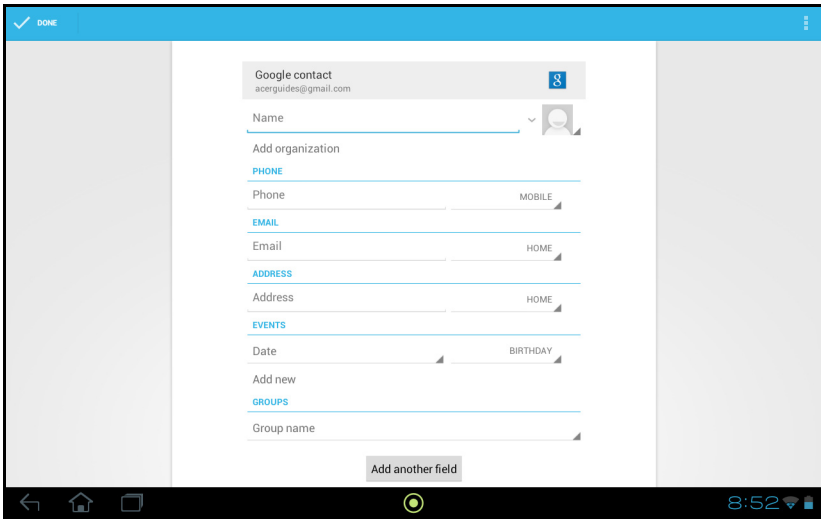 DONE
Google contact
g
acerguides@gmail.com
Name
Add organization
PHONE
Phone MOBILE
EMAIL
Email HOME
ADDRESS
Address HOME
EVENTS
Date BIRTHDAY
Add new
GROUPS
Group name
Add another field
8:52